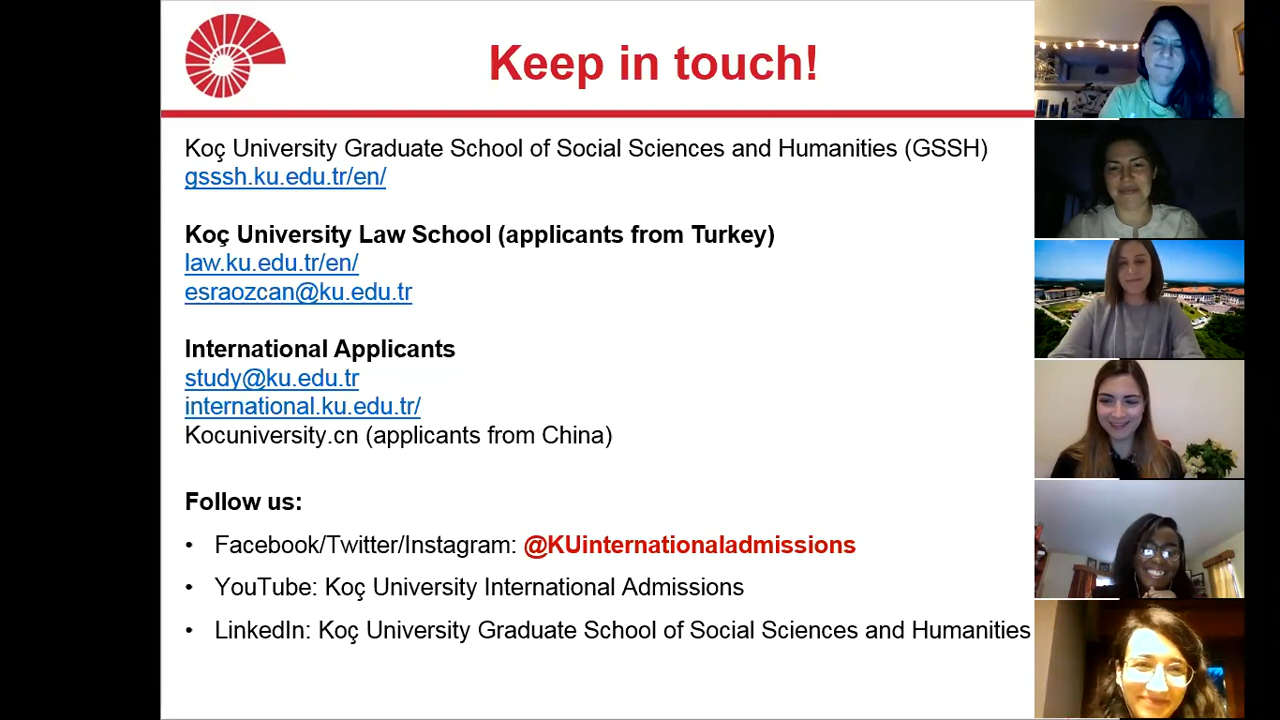 Keep in touch!
Koç University Graduate School of Social Sciences and Humanities (GSSH)
gsssh.ku.edu.tr/en/
Koç University Law School (applicants from Turkey)
law.ku.edu.tr/en/
esraozcan@ku.edu.tr
International Applicants
study@ku.edu.tr
international.ku.edu.tr/
Kocuniversity.cn (applicants from China)
Follow us:
• Facebook/Twitter/Instagram: @KUinternationaladmissions
• YouTube: Koç University International Admissions
• LinkedIn: Koç University Graduate School of Social Sciences and Humanities